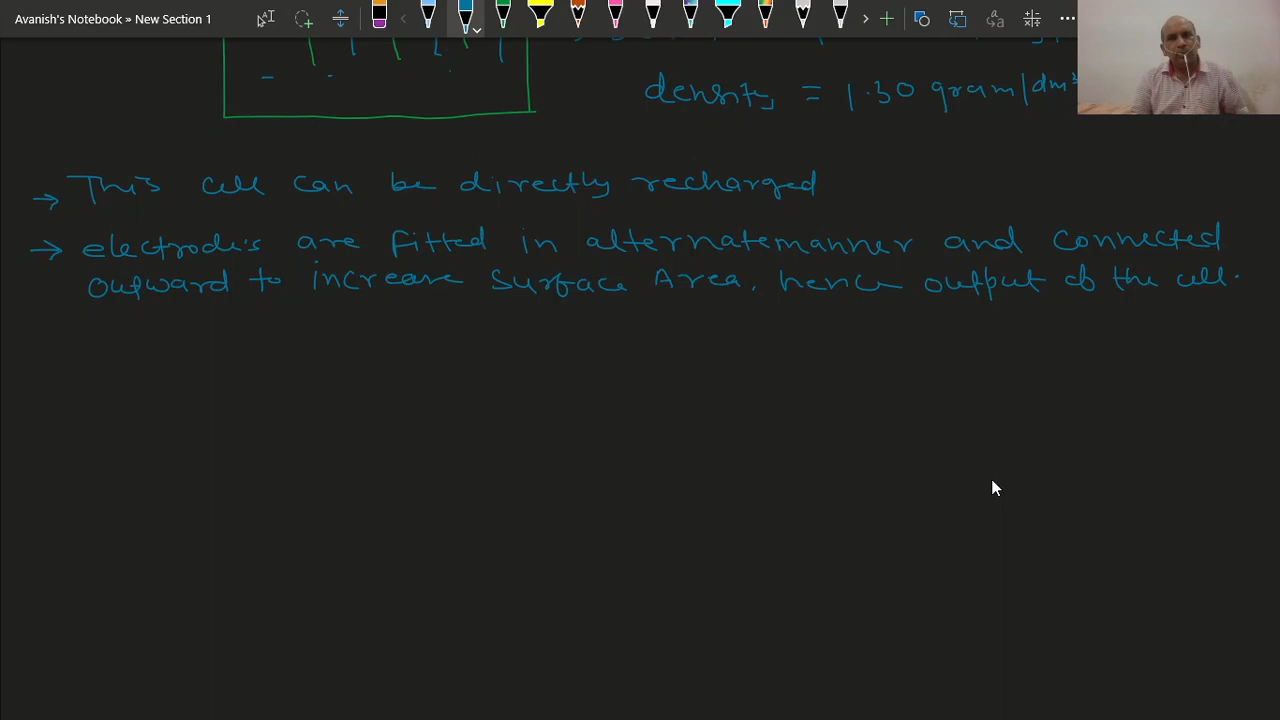 Avanish's Notebook » New Section 1
density = 1.30 gram/dm³
→ This cell can be directly recharged
→ electrodes are fitted in alternatemanner and connected
outward to increase surface Area, hence output of the cell.